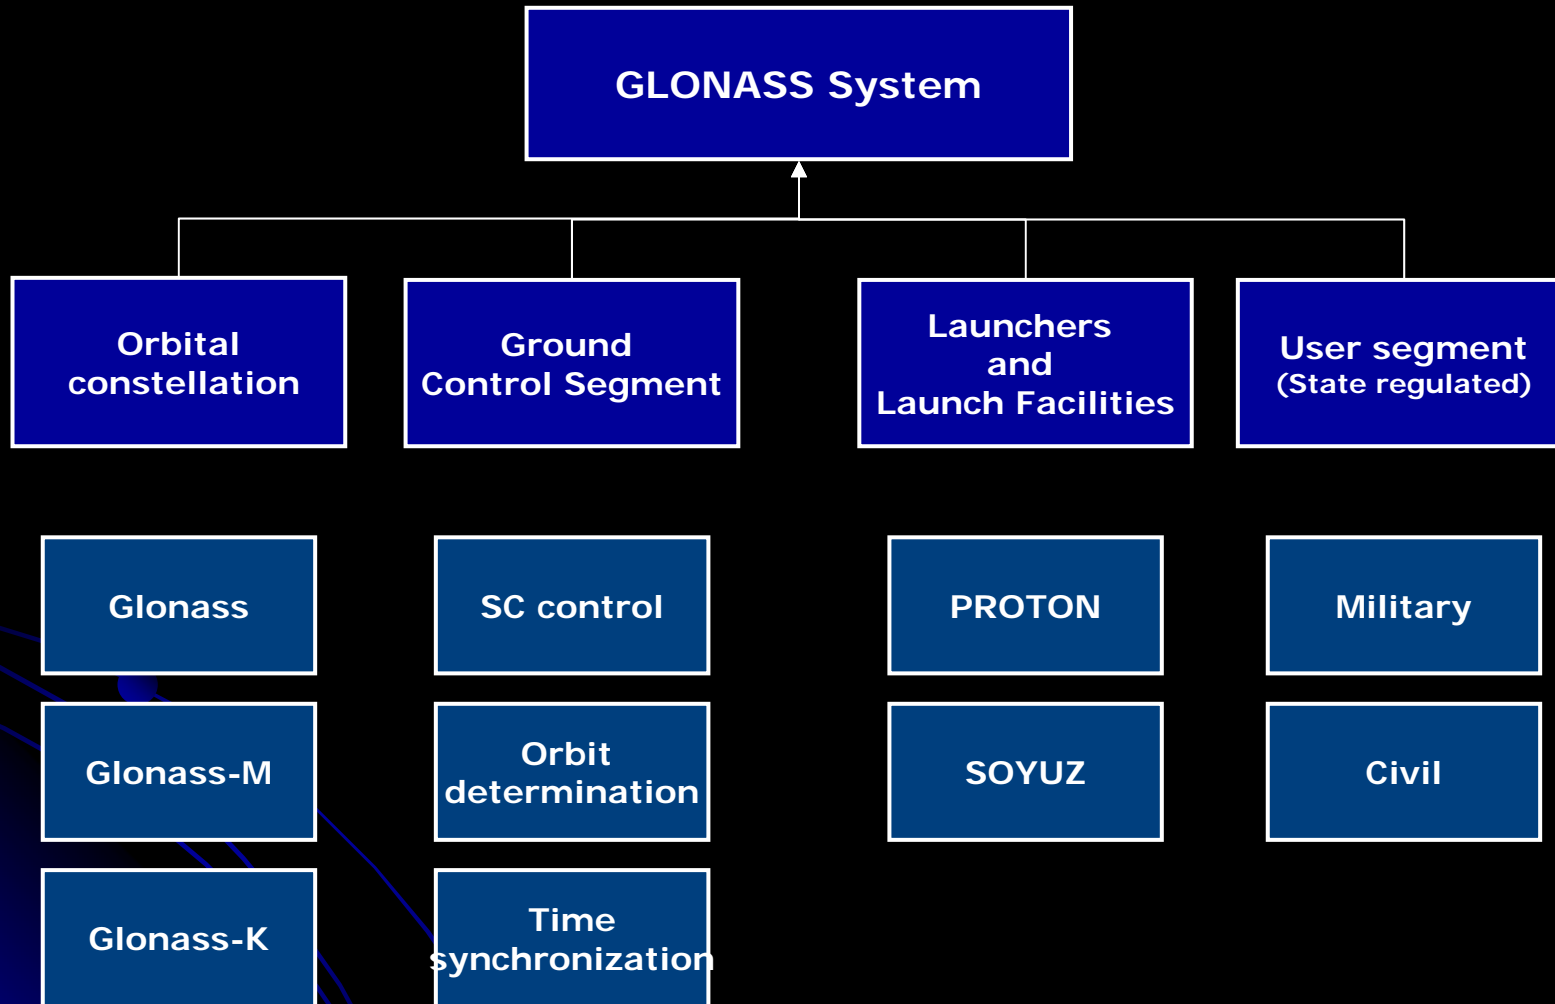 GLONASS System
Orbital
constellation
Ground
Control Segment
Launchers
and
Launch Facilities
User segment
(State regulated)
Glonass
SC control
PROTON
Military
Glonass-M
Orbit
determination
SOYUZ
Civil
Glonass-K
Time
synchronization